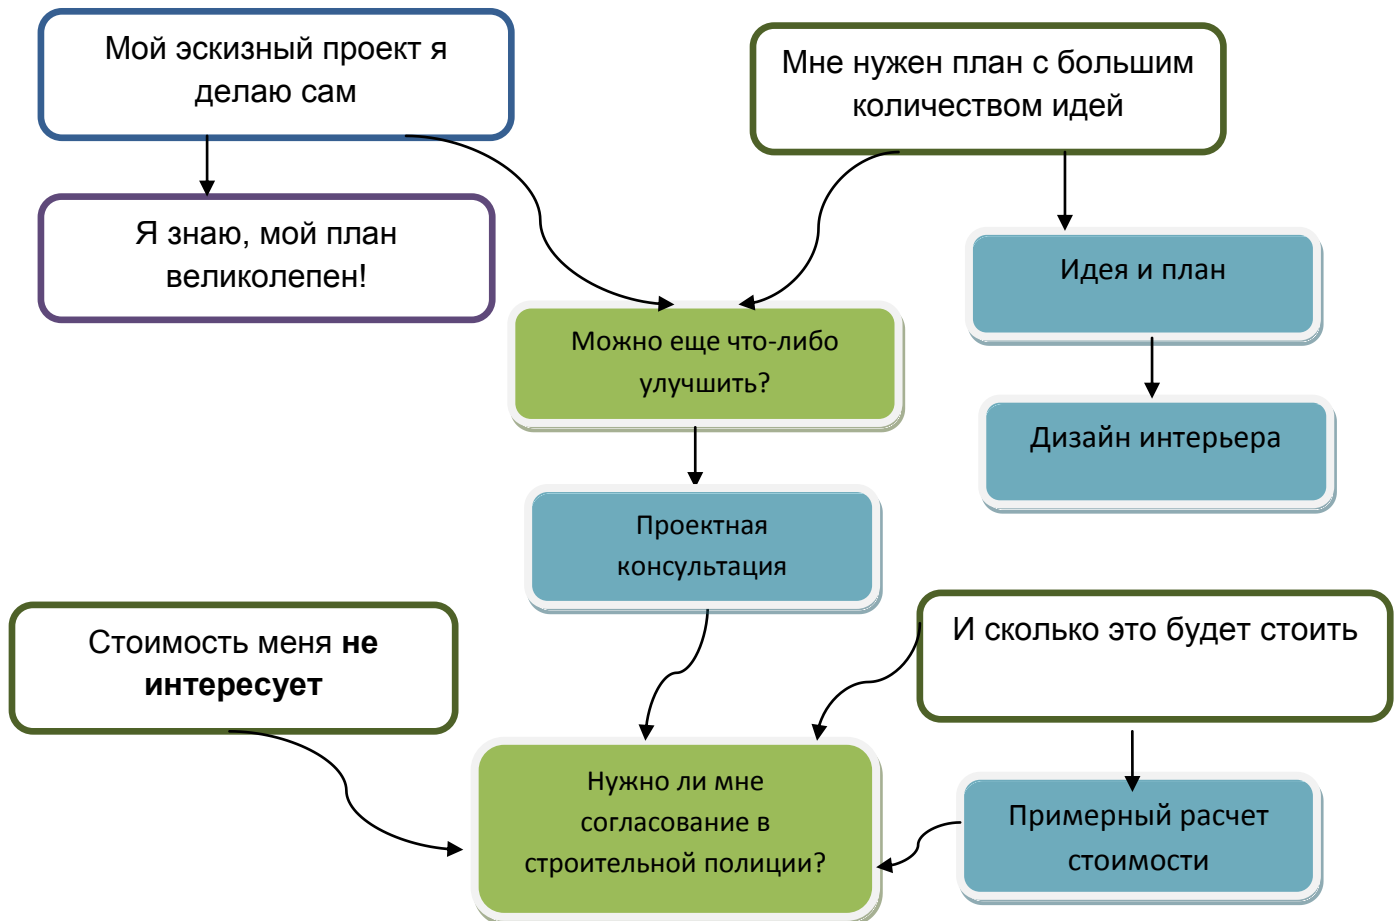 Мой эскизный проект я
делаю сам
Мне нужен план с большим
количеством идей
Я знаю, мой план
великолепен!
Идея и план
Можно еще что-либо
улучшить?
Дизайн интерьера
Проектная
консультация
Стоимость меня не
интересует
И сколько это будет стоить
Нужно ли мне
согласование в
строительной полиции?
Примерный расчет
стоимости